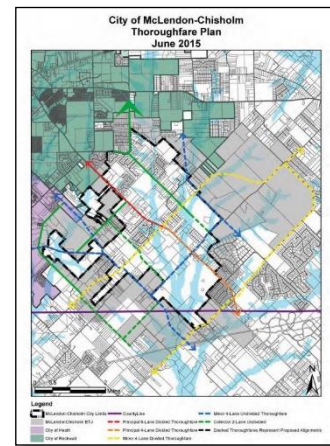 City of McLendon-Chisholm
Thoroughfare Plan
June 2015
Legend
McLendon-Chisholm City Limits
McLendon-Chisholm ETJ
City of Heath
City of Rockwall
County Line
Principal 6-Lane Divided Thoroughfare
Principal 4-Lane Divided Thoroughfare
Minor 4-Lane Divided Thoroughfare
Minor 4-Lane Undivided Thoroughfare
Collector 2-Lane Undivided
Dashed Thoroughfares Represent Proposed Alignments